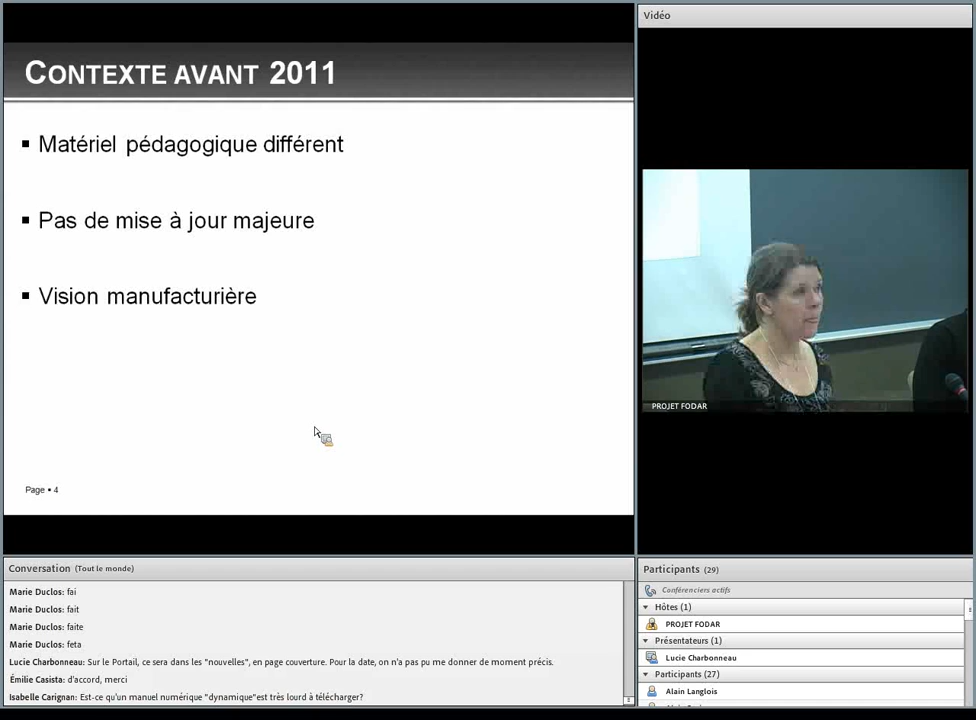 CONTEXTE AVANT 2011
▪ Matériel pédagogique différent
▪ Pas de mise à jour majeure
▪ Vision manufacturière
Page ▪ 4
Vidéo
PROJET FODAR
Conversation (Tout le monde)
Marie Duclos: fai
Marie Duclos: fait
Marie Duclos: faite
Marie Duclos: feta
Lucie Charbonneau: Sur le Portail, ce sera dans les "nouvelles", en page couverture. Pour la date, on n'a pas pu me donner de moment précis.
Émilie Casista: d'accord, merci
Isabelle Carignan: Est-ce qu'un manuel numérique "dynamique"est très lourd à télécharger?
Participants (29)
Conférenciers actifs
Hôtes (1)
PROJET FODAR
Présentateurs (1)
Lucie Charbonneau
Participants (27)
Alain Langlois